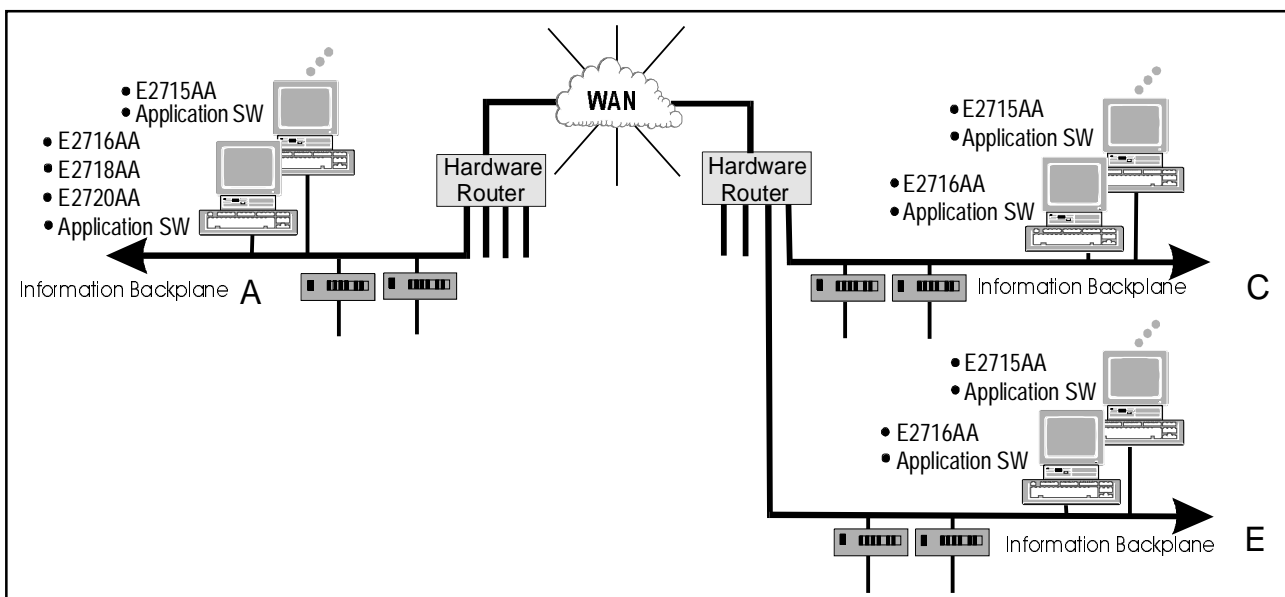 • E2715AA
• Application SW
• E2716AA
• E2718AA
• E2720AA
• Application SW
Information Backplane A
Hardware
Router
WAN
Hardware
Router
• E2715AA
• Application SW
• E2716AA
• Application SW
Information Backplane C
• E2715AA
• Application SW
• E2716AA
• Application SW
Information Backplane E